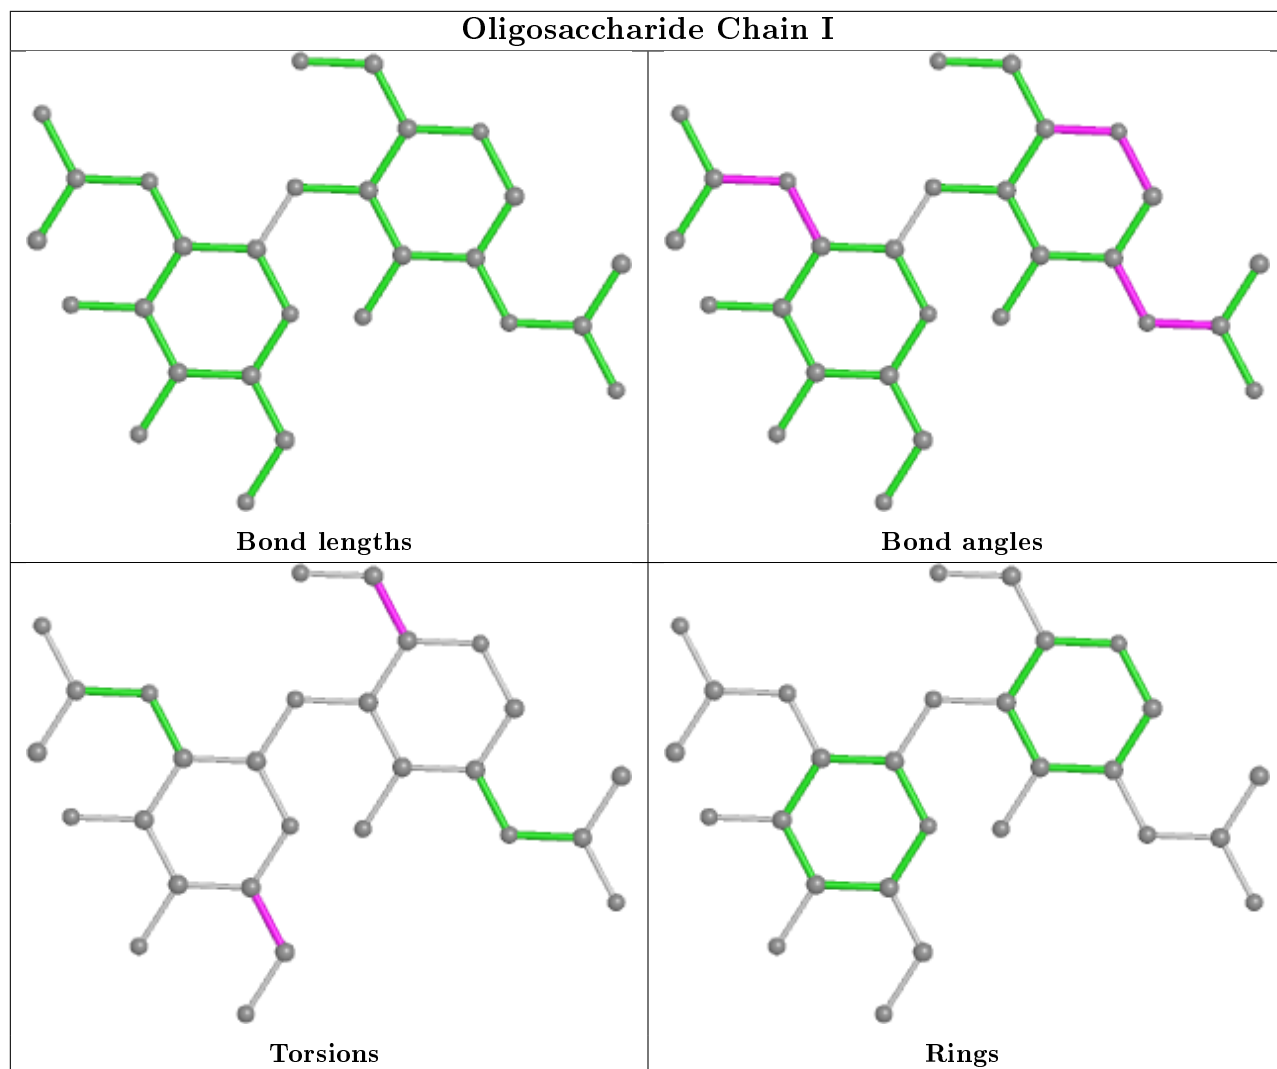 Oligosaccharide Chain I
Bond lengths
Bond angles
Torsions
Rings